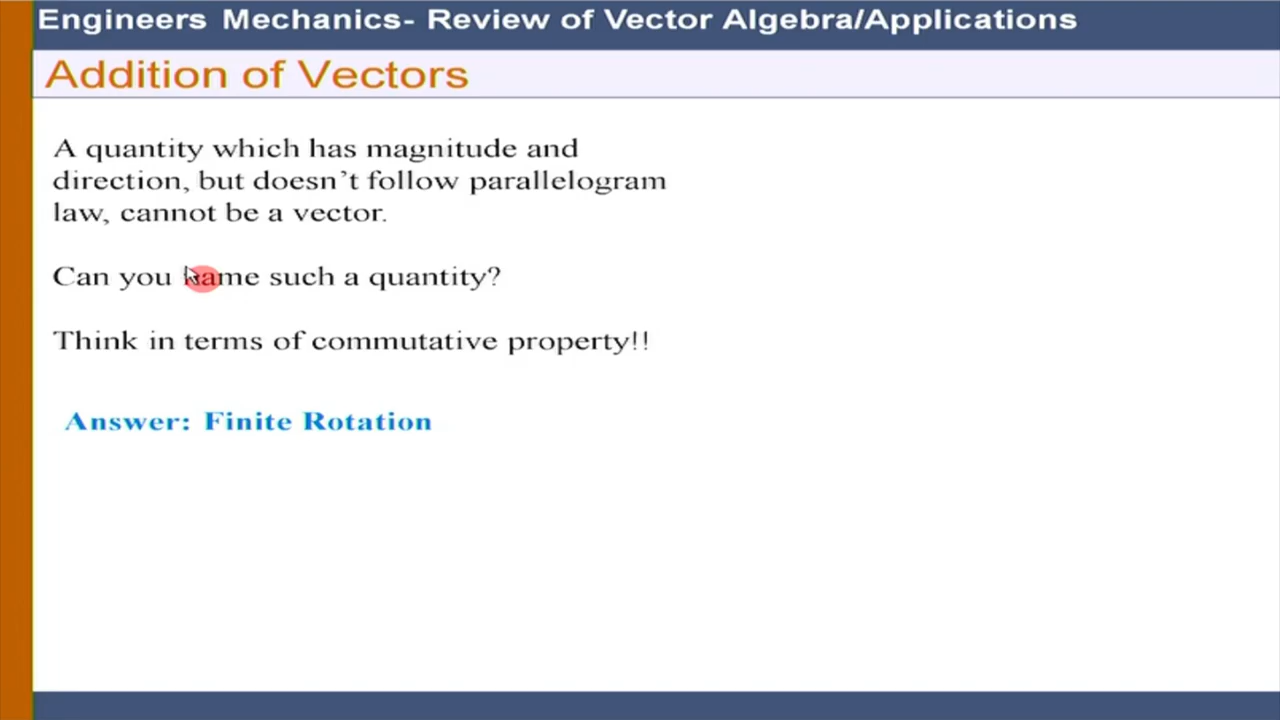 Engineers Mechanics- Review of Vector Algebra/Applications
Addition of Vectors
A quantity which has magnitude and
direction, but doesn't follow parallelogram
law, cannot be a vector.
Can you name such a quantity?
Think in terms of commutative property!!
Answer: Finite Rotation